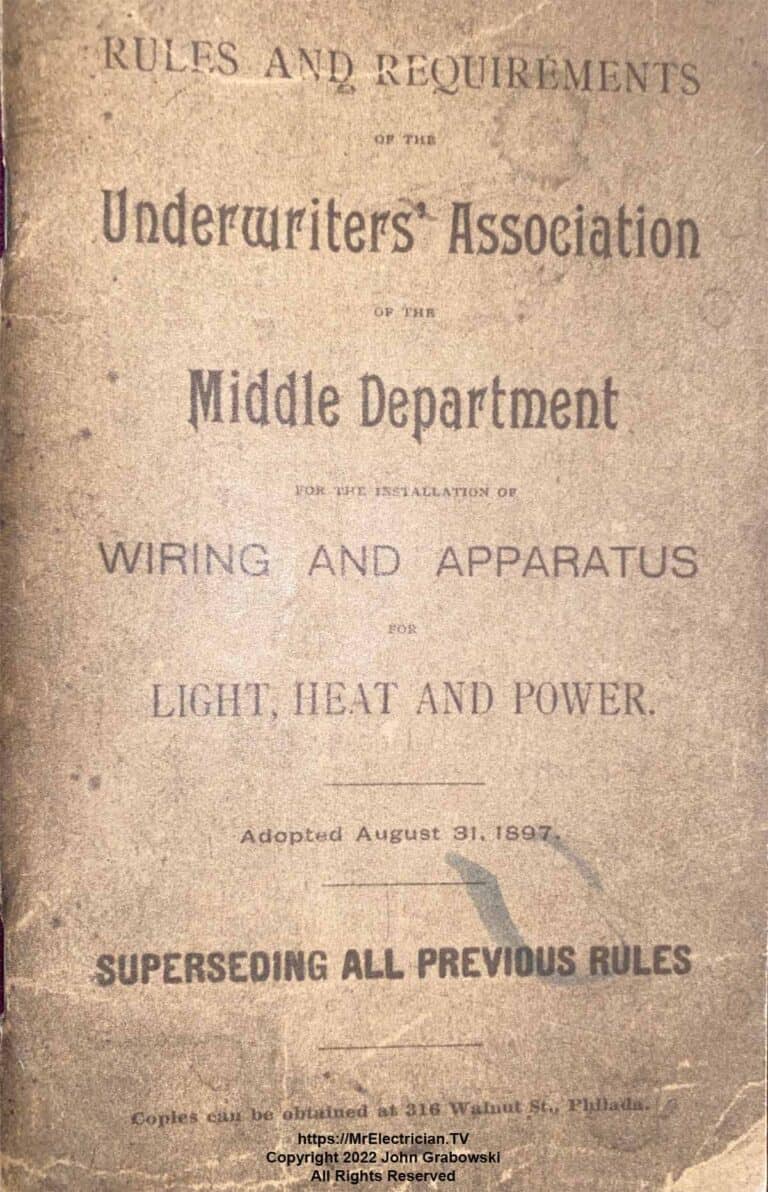 RULES AND REQUIREMENTS
OF THE
Underwriters' Association
OF THE
Middle Department
FOR THE INSTALLATION OF
WIRING AND APPARATUS
FOR
LIGHT, HEAT AND POWER.
Adopted August 31, 1897.
SUPERSEDING ALL PREVIOUS RULES
Copies can be obtained at 316 Walnut St., Philada.
https://MrElectrician.TV
Copyright 2022 John Grabowski
All Rights Reserved